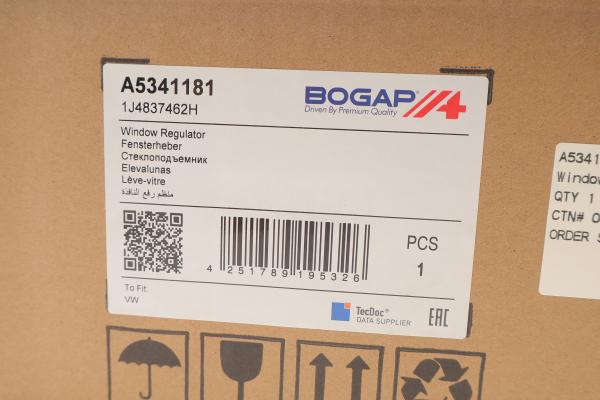 A5341181
1J4837462H
BOGAP
Driven By Premium Quality
Window Regulator
Fensterheber
Стеклоподъемник
Elevalunas
Lève-vitre
منظم رفع النافذة
4 251789 195326
PCS
1
To Fit
VW
TecDoc®
DATA SUPPLIER
EAC
A5341
Window
QTY 1
CTN# 0
ORDER S